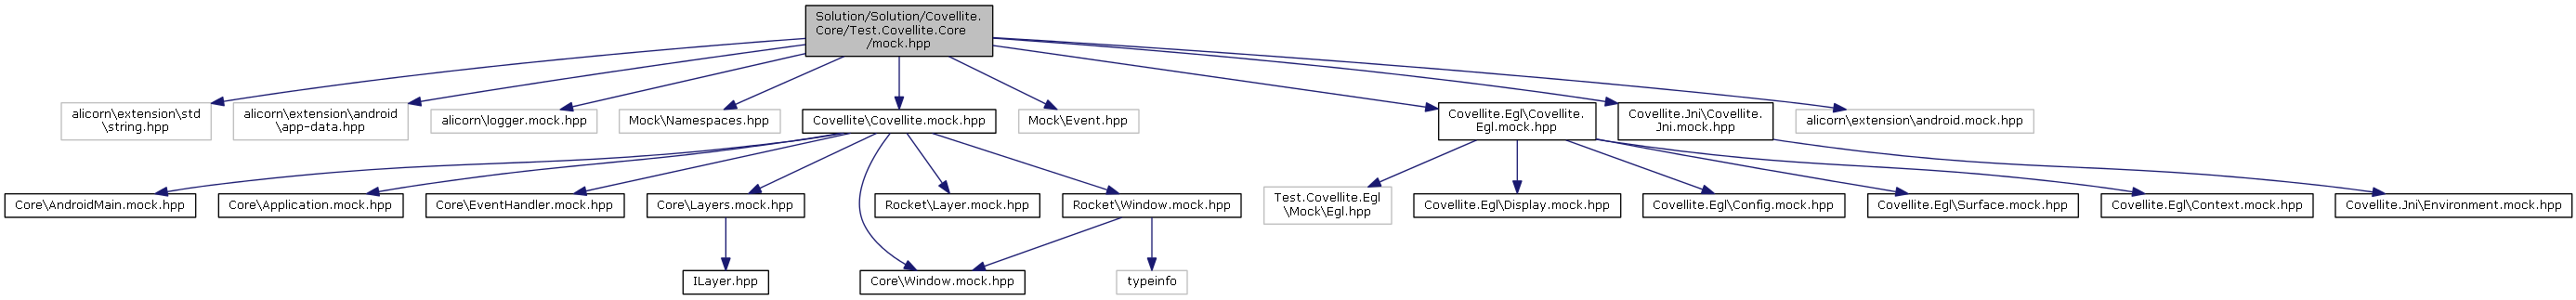 Solution/Solution/Covellite.
Core/Test.Covellite.Core
/mock.hpp
alicorn\extension\std
\string.hpp
alicorn\extension\android
\app-data.hpp
alicorn\logger.mock.hpp
Mock\Namespaces.hpp
Covellite\Covellite.mock.hpp
Mock\Event.hpp
Covellite.Egl\Covellite.
Egl.mock.hpp
Covellite.Jni\Covellite.
Jni.mock.hpp
alicorn\extension\android.mock.hpp
Core\AndroidMain.mock.hpp
Core\Application.mock.hpp
Core\EventHandler.mock.hpp
Core\Layers.mock.hpp
Rocket\Layer.mock.hpp
Rocket\Window.mock.hpp
Test.Covellite.Egl
\Mock\Egl.hpp
Covellite.Egl\Display.mock.hpp
Covellite.Egl\Config.mock.hpp
Covellite.Egl\Surface.mock.hpp
Covellite.Egl\Context.mock.hpp
Covellite.Jni\Environment.mock.hpp
ILayer.hpp
Core\Window.mock.hpp
typeinfo